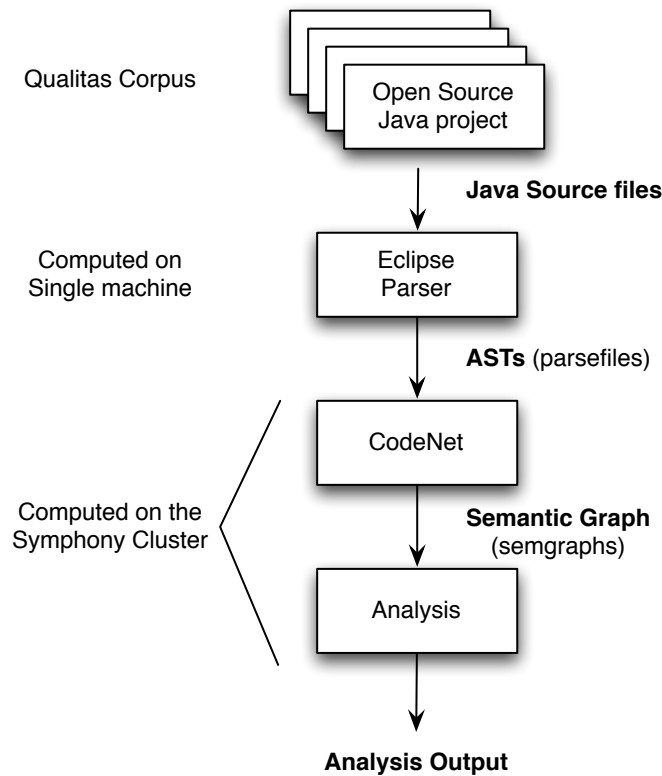 Qualitas Corpus
Open Source
Java project
Java Source files
Computed on
Single machine
Eclipse
Parser
ASTs (parsefiles)
CodeNet
Computed on the
Symphony Cluster
Semantic Graph
(semgraphs)
Analysis
Analysis Output